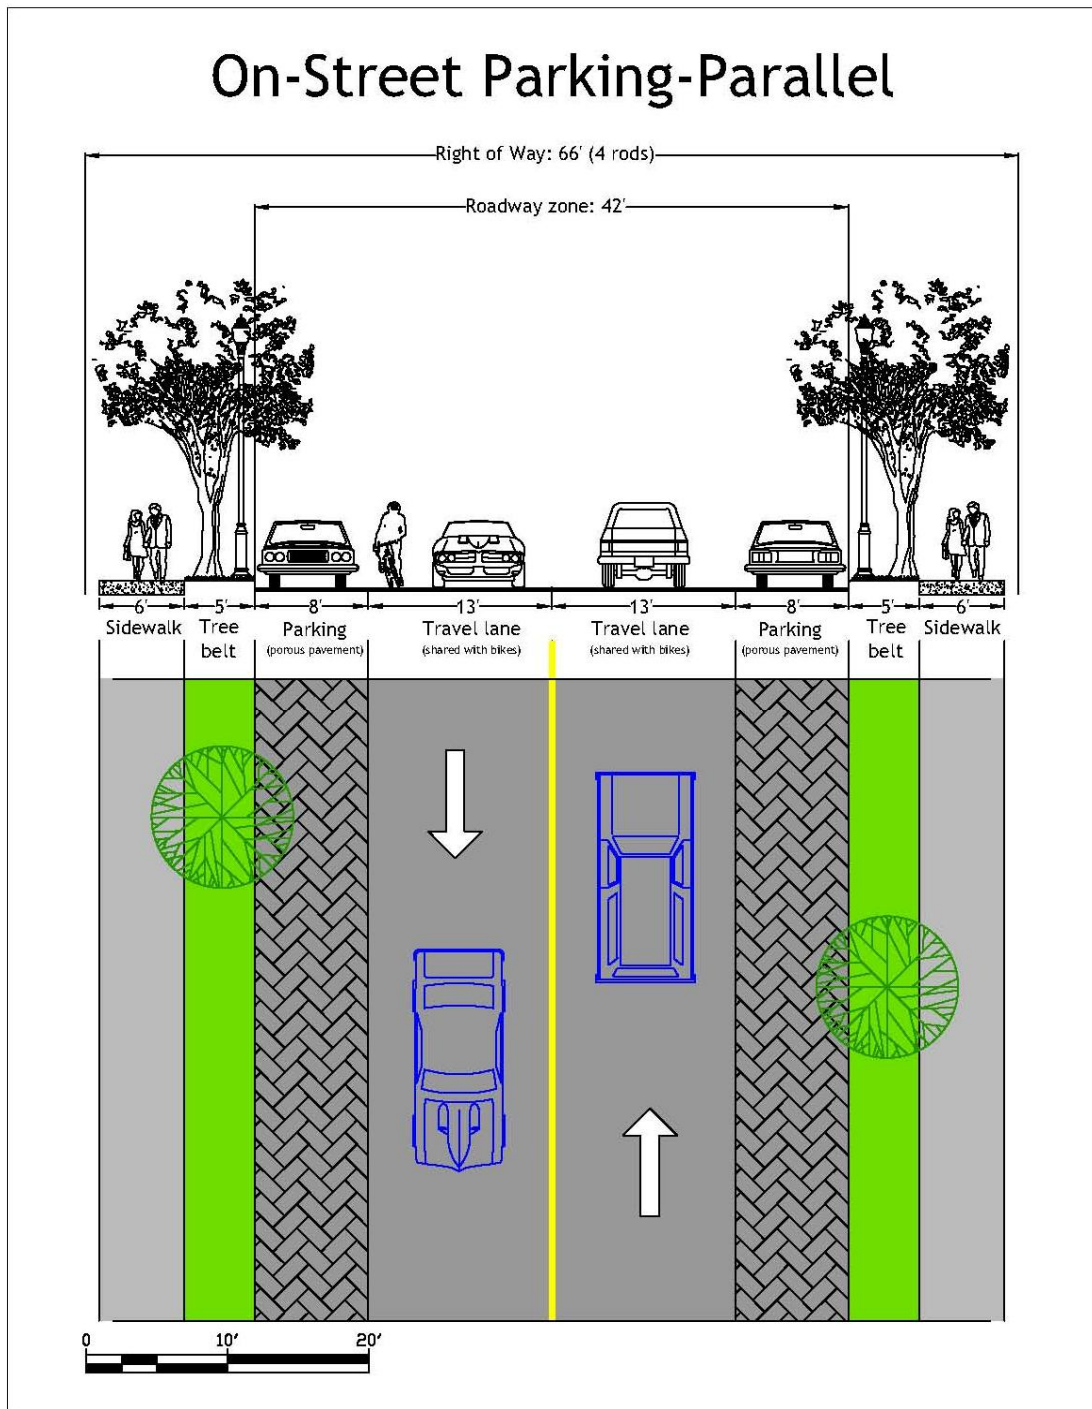 On-Street Parking-Parallel
Right of Way: 66' (4 rods)
Roadway zone: 42'
6' 5' 8' 13' 13' 8' 5' 6'
Sidewalk Tree belt Parking (porous pavement) Travel lane (shared with bikes) Travel lane (shared with bikes) Parking (porous pavement) Tree belt Sidewalk
0 10' 20'